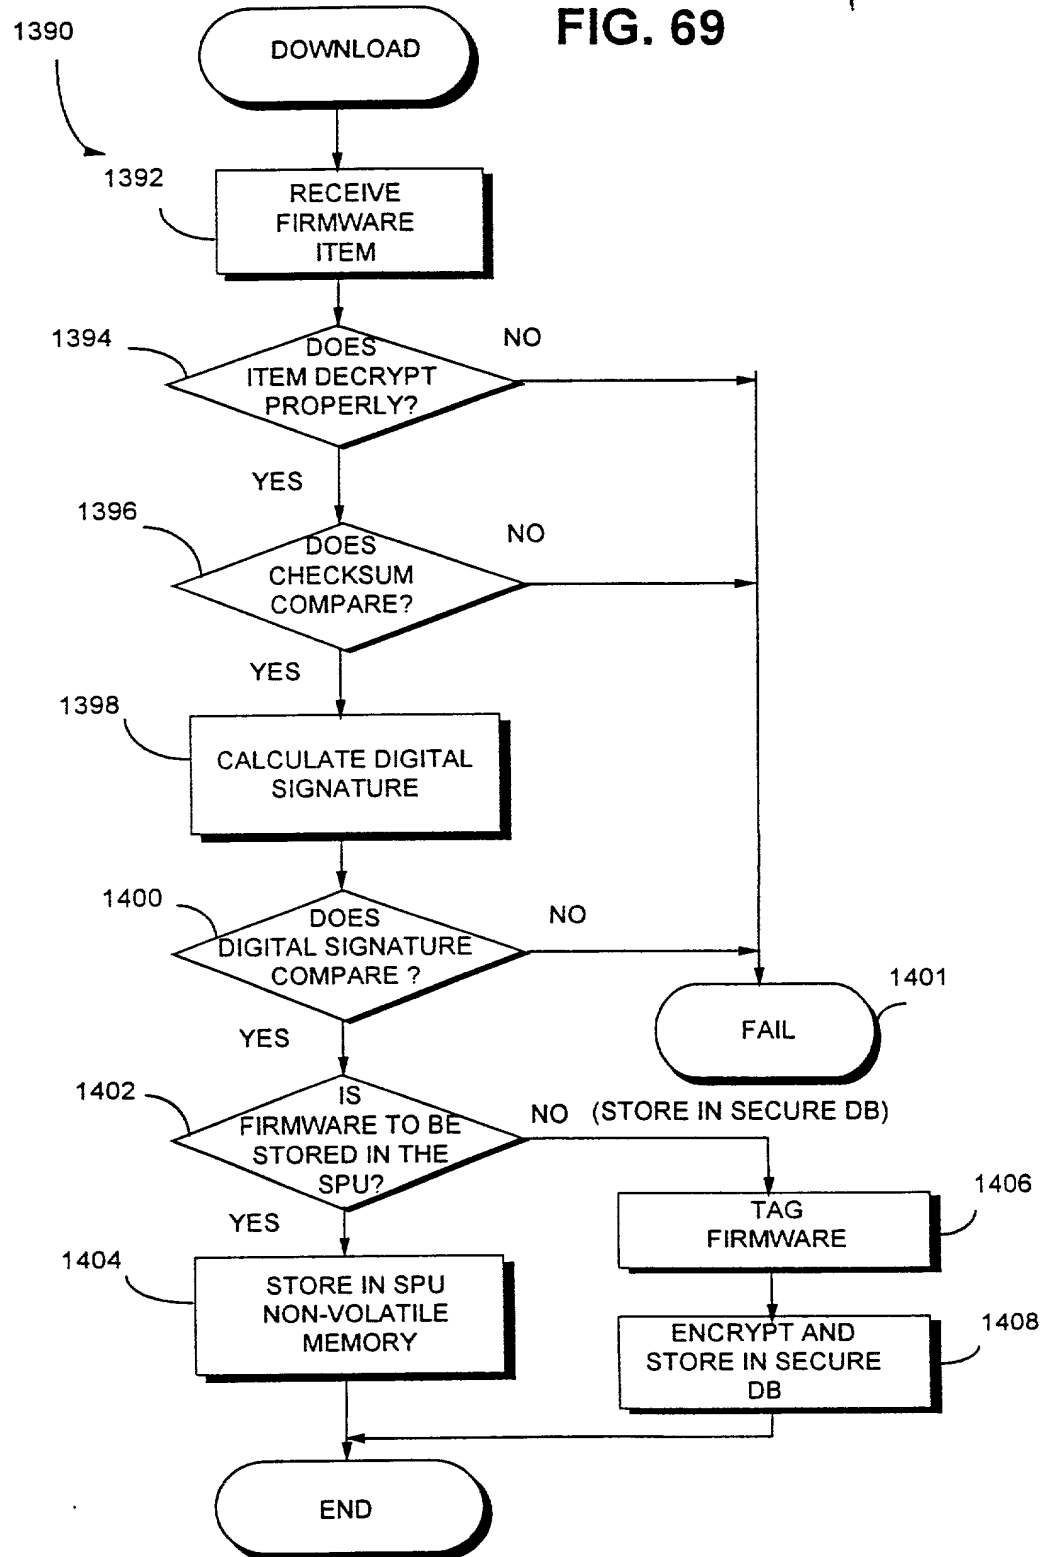 FIG. 69
1390
DOWNLOAD
1392
RECEIVE
FIRMWARE
ITEM
1394
DOES
ITEM DECRYPT
PROPERLY?
NO
YES
1396
DOES
CHECKSUM
COMPARE?
NO
YES
1398
CALCULATE DIGITAL
SIGNATURE
1400
DOES
DIGITAL SIGNATURE
COMPARE ?
NO
1401
FAIL
YES
1402
IS
FIRMWARE TO BE
STORED IN THE
SPU?
NO (STORE IN SECURE DB)
YES
1406
TAG
FIRMWARE
1404
STORE IN SPU
NON-VOLATILE
MEMORY
1408
ENCRYPT AND
STORE IN SECURE
DB
END